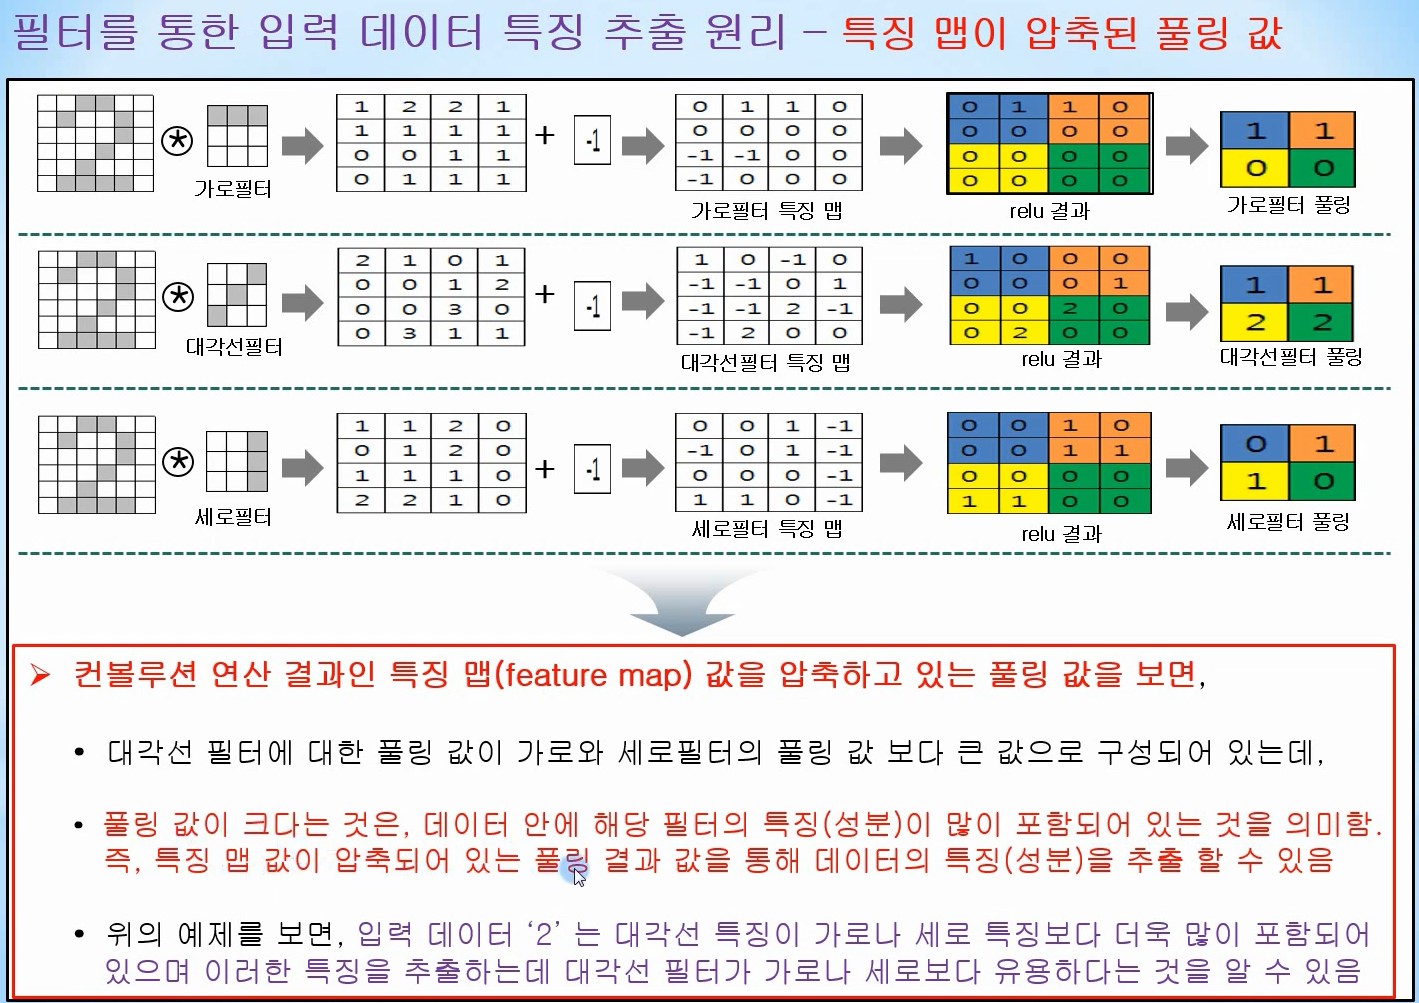 필터를 통한 입력 데이터 특징 추출 원리 – 특징 맵이 압축된 풀링 값
1 2 2 1
1 1 1 1
0 0 1 1
0 1 1 1
+
-1
0 1 1 0
0 0 0 0
-1 -1 0 0
-1 0 0 0
0 1 1 0
0 0 0 0
0 0 0 0
0 0 0 0
1 1
0 0
가로필터
가로필터 특징 맵
relu 결과
가로필터 풀링
2 1 0 1
0 0 1 2
0 0 3 0
0 3 1 1
+
-1
1 0 -1 0
-1 -1 0 1
-1 -1 2 -1
-1 2 0 0
1 0 0 0
0 0 0 1
0 0 2 0
0 2 0 0
1 1
2 2
대각선필터
대각선필터 특징 맵
relu 결과
대각선필터 풀링
1 1 2 0
0 1 2 0
1 1 1 0
2 2 1 0
+
-1
0 0 1 -1
-1 0 1 -1
0 0 0 -1
1 1 0 -1
0 0 1 0
0 0 1 1
0 0 0 0
1 1 0 0
0 1
1 0
세로필터
세로필터 특징 맵
relu 결과
세로필터 풀링
➢ 컨볼루션 연산 결과인 특징 맵(feature map) 값을 압축하고 있는 풀링 값을 보면,
• 대각선 필터에 대한 풀링 값이 가로와 세로필터의 풀링 값 보다 큰 값으로 구성되어 있는데,
• 풀링 값이 크다는 것은, 데이터 안에 해당 필터의 특징(성분)이 많이 포함되어 있는 것을 의미함.
즉, 특징 맵 값이 압축되어 있는 풀링 결과 값을 통해 데이터의 특징(성분)을 추출 할 수 있음
• 위의 예제를 보면, 입력 데이터 ‘2’ 는 대각선 특징이 가로나 세로 특징보다 더욱 많이 포함되어
있으며 이러한 특징을 추출하는데 대각선 필터가 가로나 세로보다 유용하다는 것을 알 수 있음